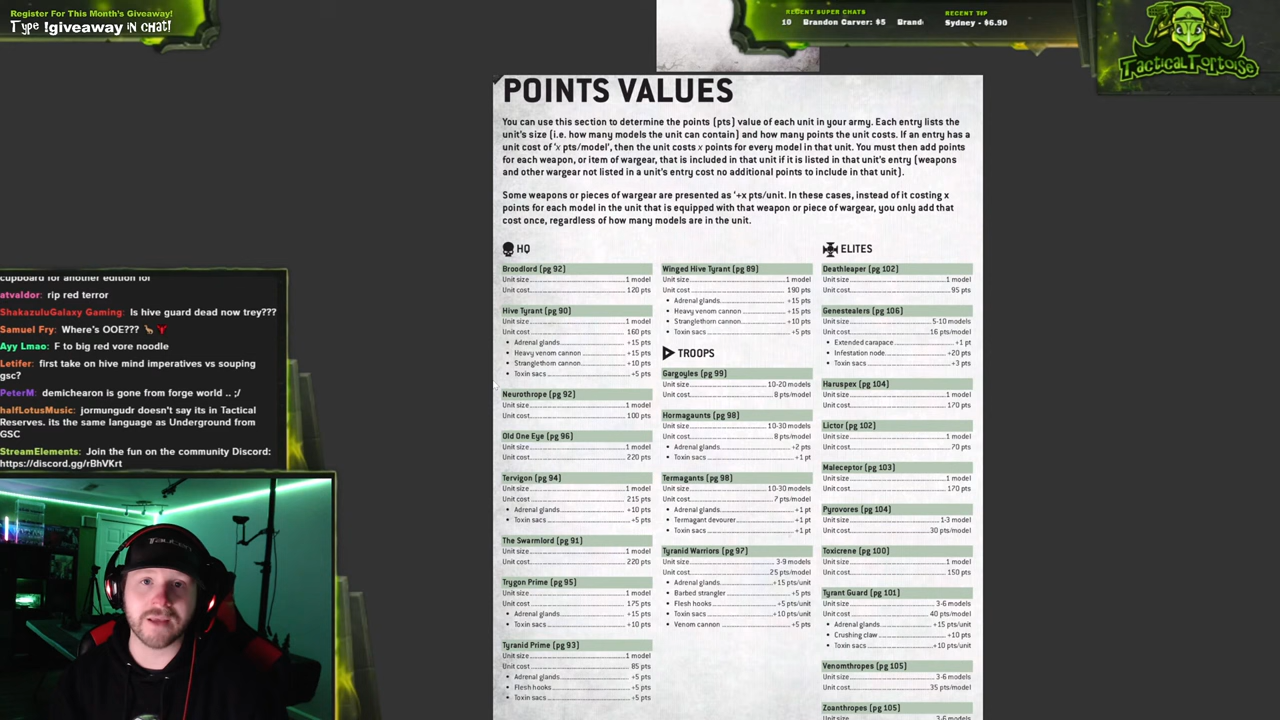 Register For This Month's Giveaway!
Type !giveaway in chat!
RECENT SUPER CHATS
10 Brandon Carver: $5 Brand
RECENT TIP
Sydney - $6.90
TacticalTortoise
POINTS VALUES
You can use this section to determine the points (pts) value of each unit in your army. Each entry lists the
unit's size (i.e. how many models the unit can contain) and how many points the unit costs. If an entry has a
unit cost of 'x pts/model', then the unit costs x points for every model in that unit. You must then add points
for each weapon, or item of wargear, that is included in that unit if it is listed in that unit's entry (weapons
and other wargear not listed in a unit's entry cost no additional points to include in that unit).
Some weapons or pieces of wargear are presented as '+x pts/unit. In these cases, instead of it costing x
points for each model in the unit that is equipped with that weapon or piece of wargear, you only add that
cost once, regardless of how many models are in the unit.
HQ
Broodlord (pg 92)
Unit size 1 model
Unit cost 120 pts
Hive Tyrant (pg 90)
Unit size 1 model
Unit cost 160 pts
• Adrenal glands +15 pts
• Heavy venom cannon +15 pts
• Stranglethorn cannon +10 pts
• Toxin sacs +5 pts
Neurothrope (pg 92)
Unit size 1 model
Unit cost 100 pts
Old One Eye (pg 96)
Unit size 1 model
Unit cost 220 pts
Tervigon (pg 94)
Unit size 1 model
Unit cost 215 pts
• Adrenal glands +10 pts
• Toxin sacs +5 pts
The Swarmlord (pg 91)
Unit size 1 model
Unit cost 220 pts
Trygon Prime (pg 95)
Unit size 1 model
Unit cost 175 pts
• Adrenal glands +15 pts
• Toxin sacs +10 pts
Tyranid Prime (pg 93)
Unit size 1 model
Unit cost 85 pts
• Adrenal glands +5 pts
• Flesh hooks +5 pts
• Toxin sacs +5 pts
Winged Hive Tyrant (pg 89)
Unit size 1 model
Unit cost 190 pts
• Adrenal glands +15 pts
• Heavy venom cannon +15 pts
• Stranglethorn cannon +10 pts
• Toxin sacs +5 pts
TROOPS
Gargoyles (pg 99)
Unit size 10-20 models
Unit cost 8 pts/model
Hormagaunts (pg 98)
Unit size 10-30 models
Unit cost 8 pts/model
• Adrenal glands +2 pts
• Toxin sacs +1 pt
Termagants (pg 98)
Unit size 10-30 models
Unit cost 7 pts/model
• Adrenal glands +1 pt
• Termagant devourer +1 pt
• Toxin sacs +1 pt
Tyranid Warriors (pg 97)
Unit size 3-9 models
Unit cost 25 pts/model
• Adrenal glands +15 pts/unit
• Barbed strangler +5 pts
• Flesh hooks +5 pts/unit
• Toxin sacs +10 pts/unit
• Venom cannon +5 pts
ELITES
Deathleaper (pg 102)
Unit size 1 model
Unit cost 95 pts
Genestealers (pg 106)
Unit size 5-10 models
Unit cost 16 pts/model
• Extended carapace +1 pt
• Infestation node +20 pts
• Toxin sacs +3 pts
Haruspex (pg 104)
Unit size 1 model
Unit cost 170 pts
Lictor (pg 102)
Unit size 1 model
Unit cost 70 pts
Maleceptor (pg 103)
Unit size 1 model
Unit cost 170 pts
Pyrovores (pg 104)
Unit size 1-3 model
Unit cost 30 pts/model
Toxicrene (pg 100)
Unit size 1 model
Unit cost 150 pts
Tyrant Guard (pg 101)
Unit size 3-6 models
Unit cost 40 pts/model
• Adrenal glands +15 pts/unit
• Crushing claw +10 pts
• Toxin sacs +10 pts/unit
Venomthropes (pg 105)
Unit size 3-6 models
Unit cost 35 pts/model
Zoanthropes (pg 105)
Unit size 3-6 models
cupboard for another edition lol
atvaldor: rip red terror
ShakazuluGalaxy Gaming: Is hive guard dead now trey???
Samuel Fry: Where's OOE???
Ayy Lmao: F to big red vore noodle
Letifer: first take on hive mind imperatives vs souping
gsc?
PeterM: demichearon is gone from forge world .. ;/
halfLotusMusic: jormungudr doesn't say its in Tactical
Reserves. its the same language as Underground from
GSC
StreamElements: Join the fun on the community Discord:
https://discord.gg/rBhVKrt